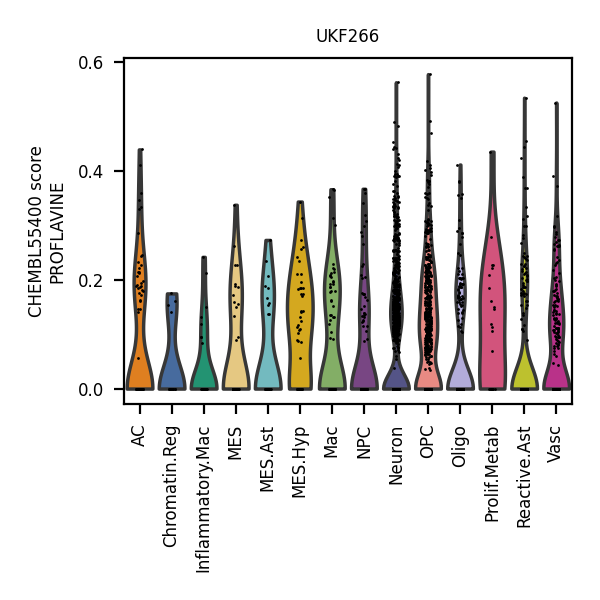 UKF266
CHEMBL55400 score
PROFLAVINE
0.6
0.4
0.2
0.0
AC
Chromatin.Reg
Inflammatory.Mac
MES
MES.Ast
MES.Hyp
Mac
NPC
Neuron
OPC
Oligo
Prolif.Metab
Reactive.Ast
Vasc